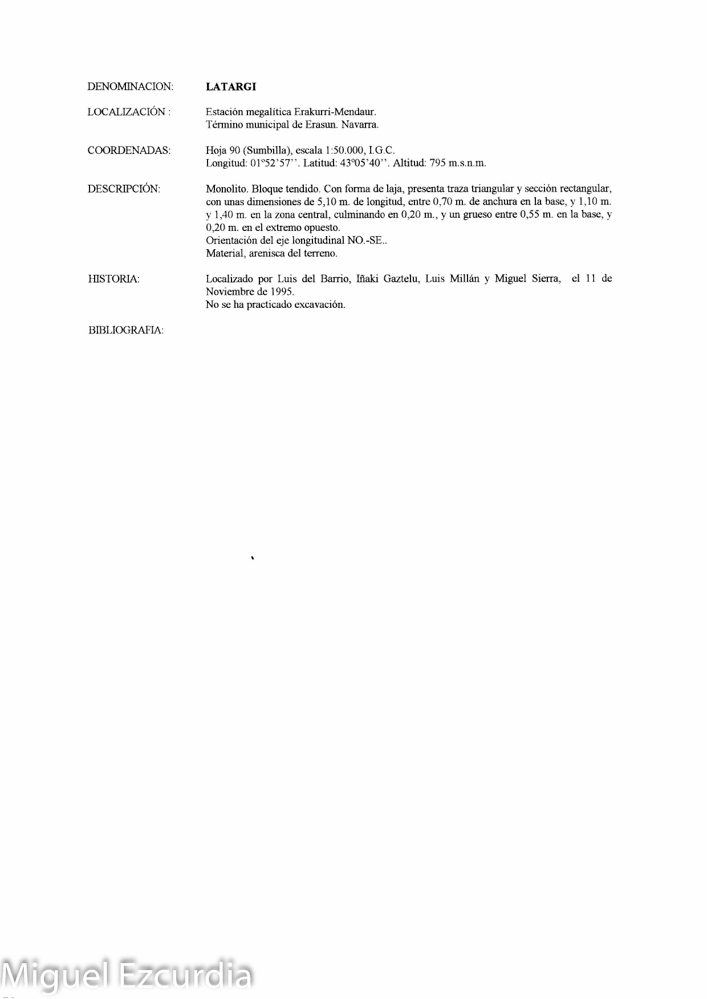 DENOMINACION: LATARGI
LOCALIZACIÓN : Estación megalítica Erakurri-Mendaur.
Término municipal de Erasun. Navarra.
COORDENADAS: Hoja 90 (Sumbilla), escala 1:50.000, I.G.C.
Longitud: 01º52'57''. Latitud: 43º05'40''. Altitud: 795 m.s.n.m.
DESCRIPCIÓN: Monolito. Bloque tendido. Con forma de laja, presenta traza triangular y sección rectangular,
con unas dimensiones de 5,10 m. de longitud, entre 0,70 m. de anchura en la base, y 1,10 m.
y 1,40 m. en la zona central, culminando en 0,20 m., y un grueso entre 0,55 m. en la base, y
0,20 m. en el extremo opuesto.
Orientación del eje longitudinal NO.-SE..
Material, arenisca del terreno.
HISTORIA: Localizado por Luis del Barrio, Iñaki Gaztelu, Luis Millán y Miguel Sierra, el 11 de
Noviembre de 1995.
No se ha practicado excavación.
BIBLIOGRAFIA:
Miguel Ezcurdia